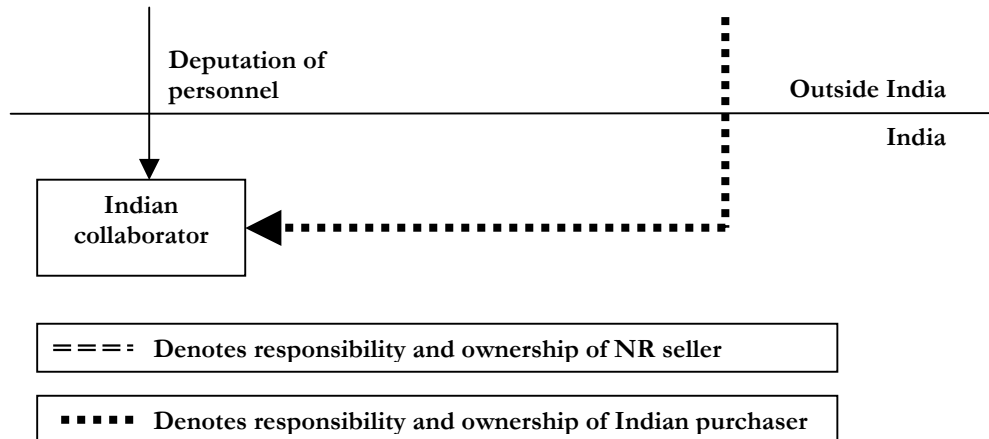 Deputation of
personnel
Outside India
India
Indian
collaborator
=== = Denotes responsibility and ownership of NR seller
Denotes responsibility and ownership of Indian purchaser